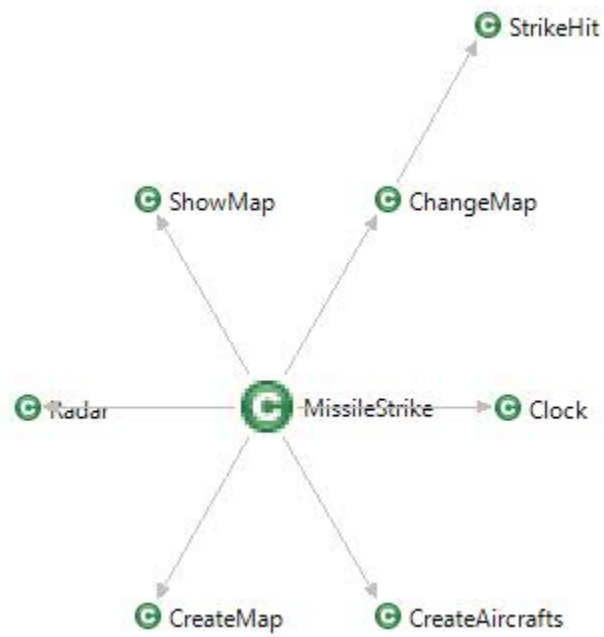 StrikeHit
ShowMap
ChangeMap
Radar
MissileStrike
Clock
CreateMap
CreateAircrafts